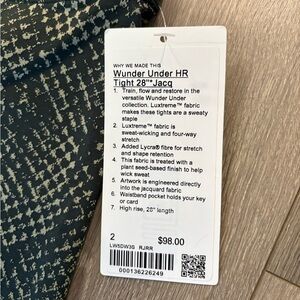 WHY WE MADE THIS
Wunder Under HR
Tight 28"*Jacq
1. Train, flow and restore in the
versatile Wunder Under
collection. Luxtreme™ fabric
makes these tights are a sweaty
staple
2. Luxtreme™ fabric is
sweat-wicking and four-way
stretch
3. Added Lycra® fibre for stretch
and shape retention
4. This fabric is treated with a
plant seed-based finish to help
wick sweat
5. Artwork is engineered directly
into the jacquard fabric
6. Waistband pocket holds your key
or card
7. High rise, 28" length
2 $98.00
LW5DW3G RJRR
000136226249